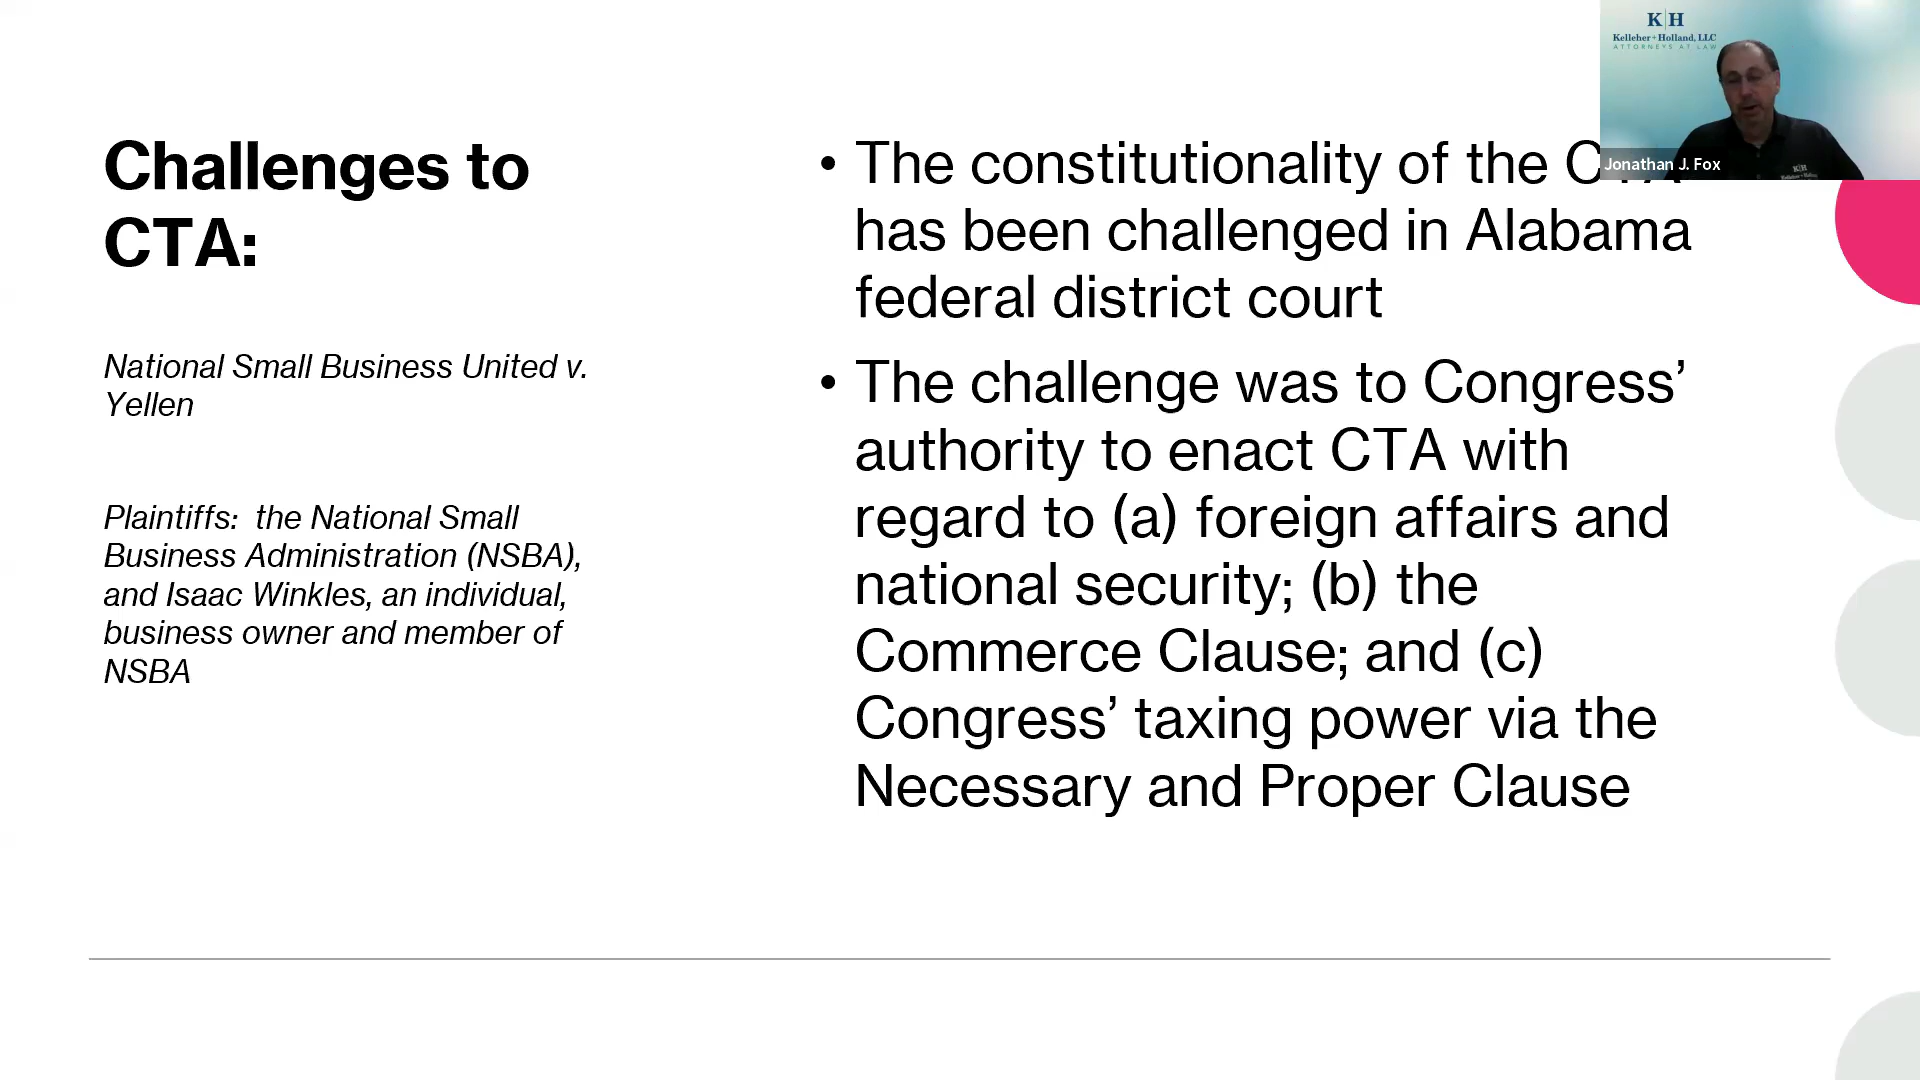 Challenges to
CTA:
National Small Business United v.
Yellen
Plaintiffs:  the National Small
Business Administration (NSBA),
and Isaac Winkles, an individual,
business owner and member of
NSBA
• The constitutionality of the CTA
has been challenged in Alabama
federal district court
• The challenge was to Congress’
authority to enact CTA with
regard to (a) foreign affairs and
national security; (b) the
Commerce Clause; and (c)
Congress’ taxing power via the
Necessary and Proper Clause
K|H
Kelleher+Holland, LLC
ATTORNEYS AT LAW
Jonathan J. Fox
K|H